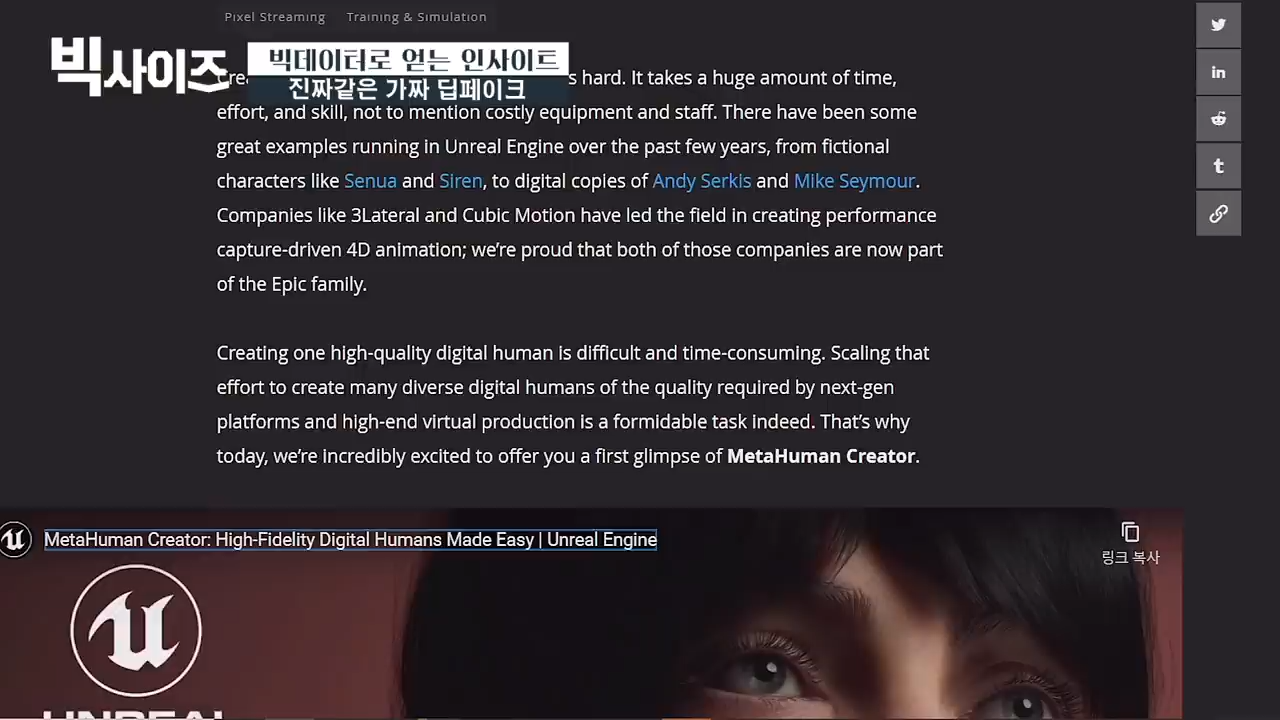 Pixel Streaming Training & Simulation
빅사이즈
빅데이터로 얻는 인사이트
진짜같은 가짜 딥페이크
s hard. It takes a huge amount of time,
effort, and skill, not to mention costly equipment and staff. There have been some
great examples running in Unreal Engine over the past few years, from fictional
characters like Senua and Siren, to digital copies of Andy Serkis and Mike Seymour.
Companies like 3Lateral and Cubic Motion have led the field in creating performance
capture-driven 4D animation; we’re proud that both of those companies are now part
of the Epic family.
Creating one high-quality digital human is difficult and time-consuming. Scaling that
effort to create many diverse digital humans of the quality required by next-gen
platforms and high-end virtual production is a formidable task indeed. That’s why
today, we’re incredibly excited to offer you a first glimpse of MetaHuman Creator.
MetaHuman Creator: High-Fidelity Digital Humans Made Easy | Unreal Engine
링크 복사
UNREAL